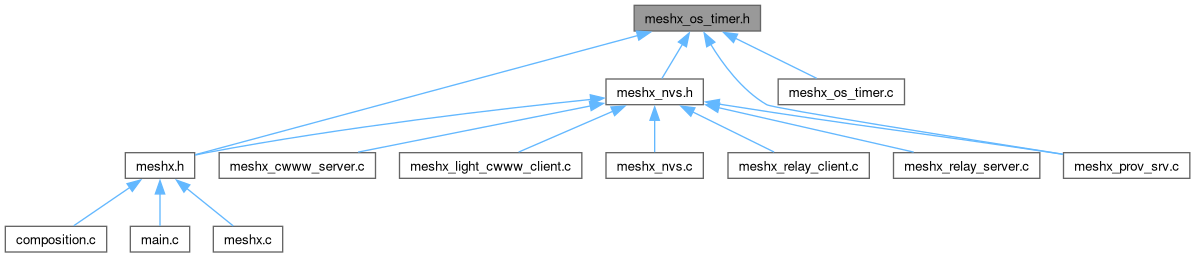 meshx_os_timer.h
meshx_nvs.h
meshx_os_timer.c
meshx.h
meshx_cwww_server.c
meshx_light_cwww_client.c
meshx_nvs.c
meshx_relay_client.c
meshx_relay_server.c
meshx_prov_srv.c
composition.c
main.c
meshx.c